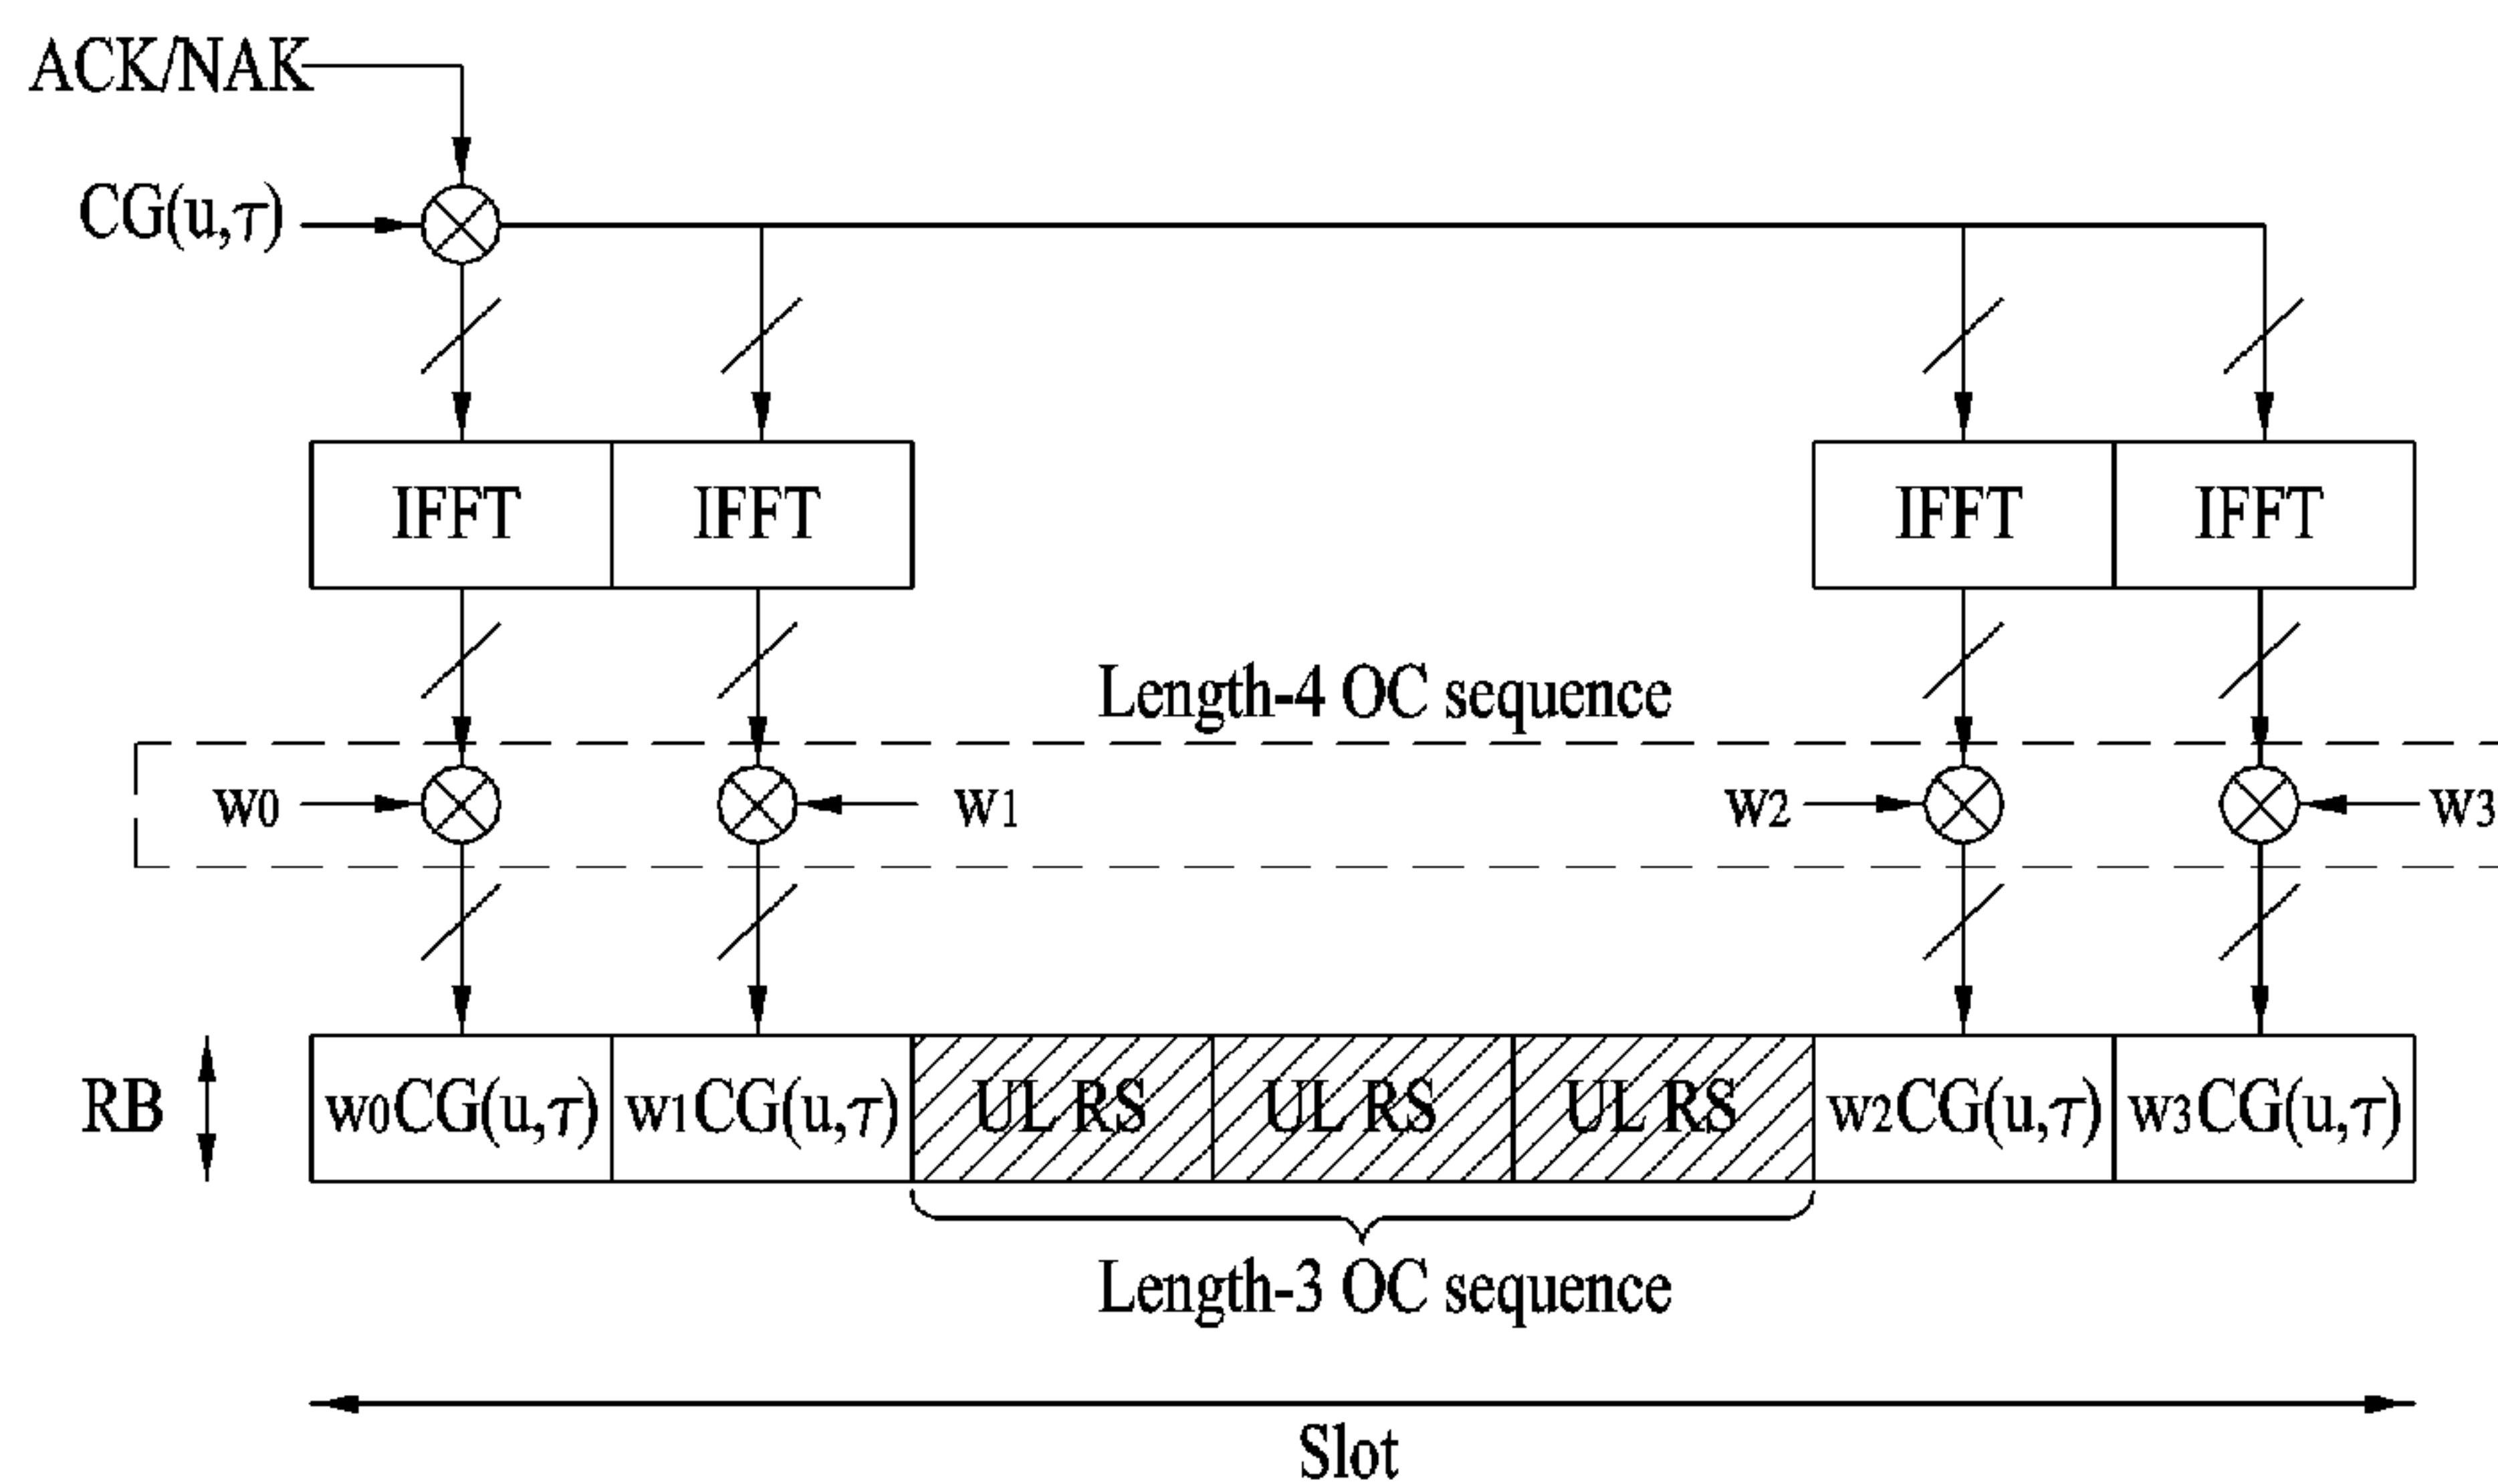 ACK/NAK
CG(u,τ)
IFFT IFFT IFFT IFFT
Length-4 OC sequence
w0 w1 w2 w3
RB w0CG(u,τ) w1CG(u,τ) UL RS UL RS UL RS w2CG(u,τ) w3CG(u,τ)
Length-3 OC sequence
Slot